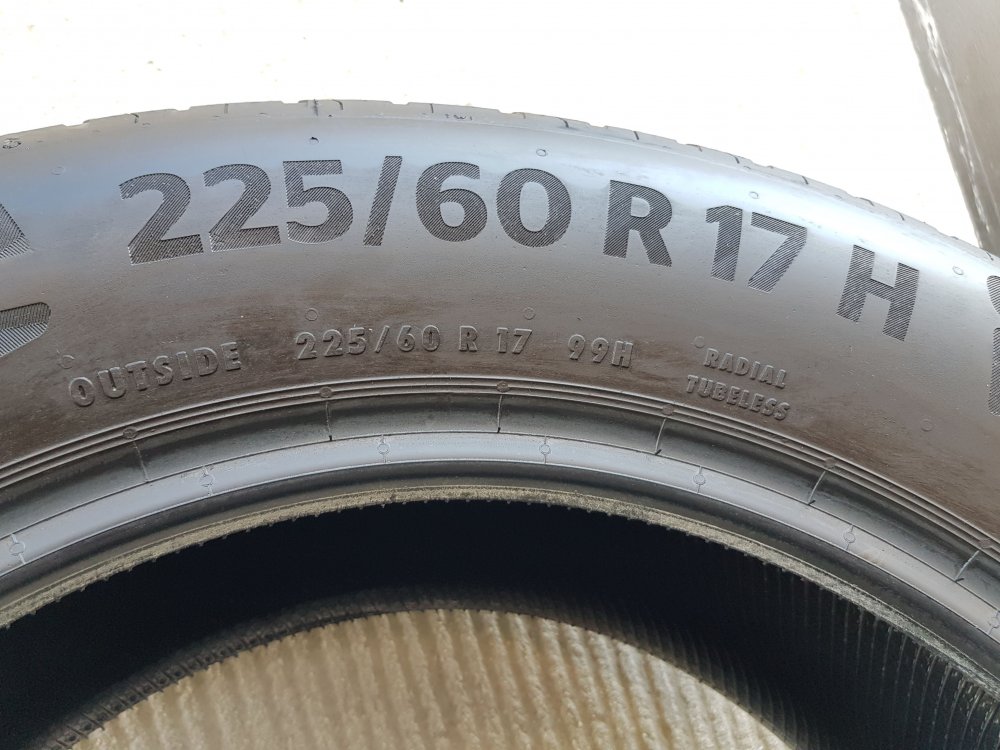 225/60 R 17 H
OUTSIDE 225/60 R 17 99H
RADIAL
TUBELESS